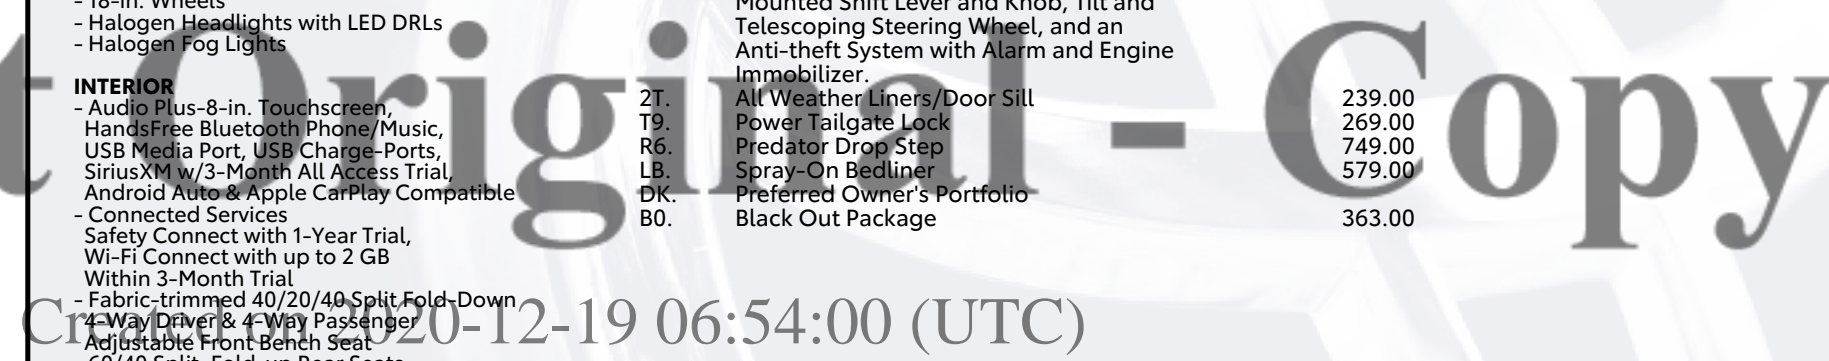 - 18-in. Wheels
- Halogen Headlights with LED DRLs
- Halogen Fog Lights
INTERIOR
- Audio Plus-8-in. Touchscreen,
HandsFree Bluetooth Phone/Music,
USB Media Port, USB Charge-Ports,
SiriusXM w/3-Month All Access Trial,
Android Auto & Apple CarPlay Compatible
- Connected Services
Safety Connect with 1-Year Trial,
Wi-Fi Connect with up to 2 GB
Within 3-Month Trial
- Fabric-trimmed 40/20/40 Split Fold-Down
4-Way Driver & 4-Way Passenger
Adjustable Front Bench Seat
- 60/40 Split, Fold-up Rear Seats
Mounted Shift Lever and Knob, Tilt and
Telescoping Steering Wheel, and an
Anti-theft System with Alarm and Engine
Immobilizer.
2T. All Weather Liners/Door Sill 239.00
T9. Power Tailgate Lock 269.00
R6. Predator Drop Step 749.00
LB. Spray-On Bedliner 579.00
DK. Preferred Owner's Portfolio
B0. Black Out Package 363.00
t Original - Copy
Created on 2020-12-19 06:54:00 (UTC)